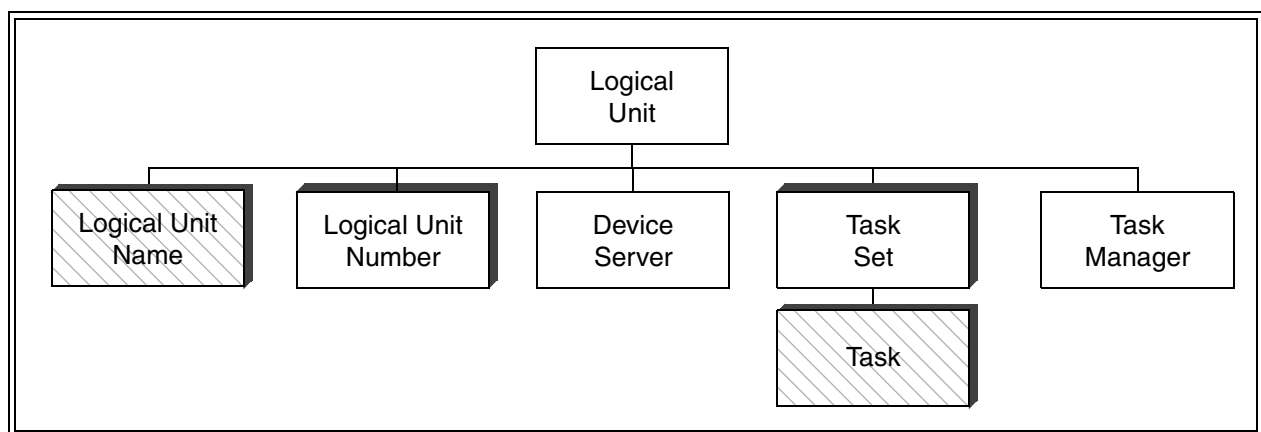 Logical
Unit
Logical Unit
Name
Logical Unit
Number
Device
Server
Task
Set
Task
Manager
Task